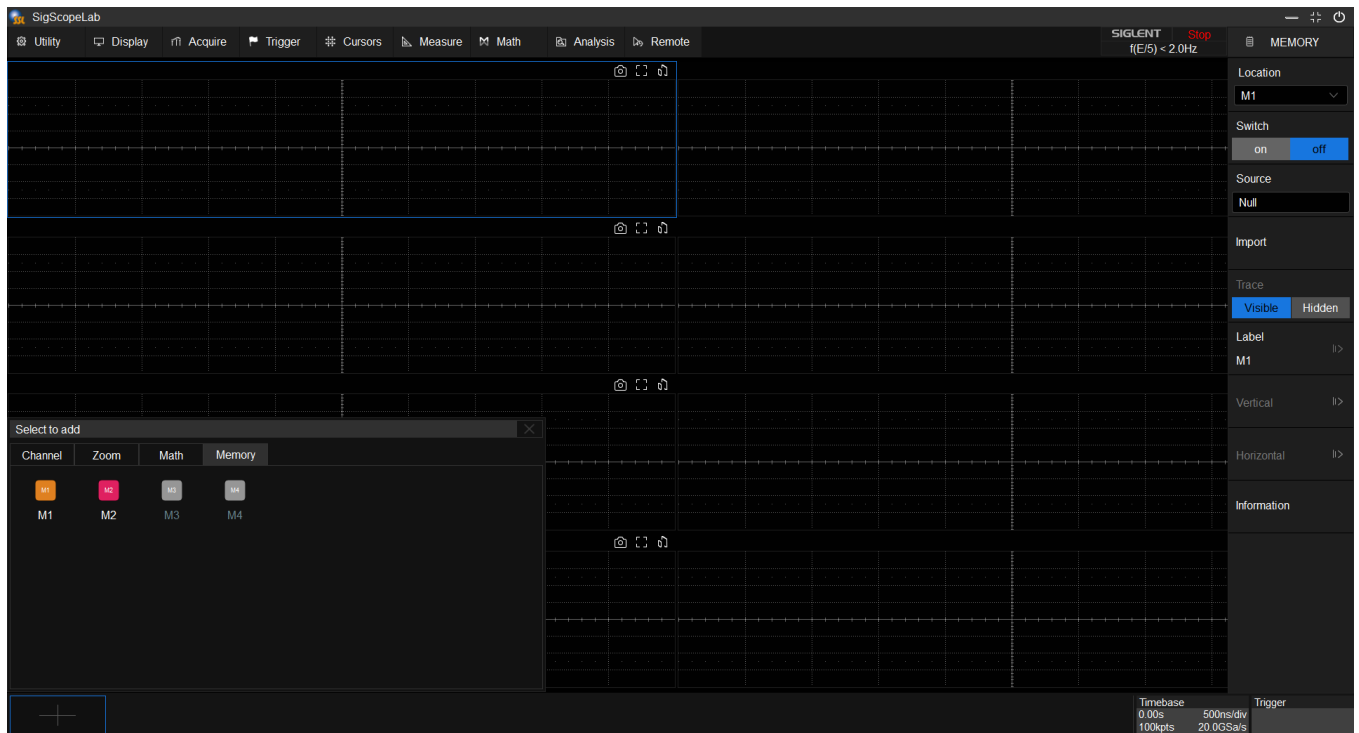 SigScopeLab
Utility Display Acquire Trigger Cursors Measure Math Analysis Remote
SIGLENT Stop
f(E/5) < 2.0Hz
MEMORY
Location
M1
Switch
on off
Source
Null
Import
Trace
Visible Hidden
Label
M1
Vertical
Horizontal
Information
Select to add
Channel Zoom Math Memory
M1 M2 M3 M4
M1 M2 M3 M4
Timebase
0.00s 500ns/div
100kpts 20.0GSa/s
Trigger